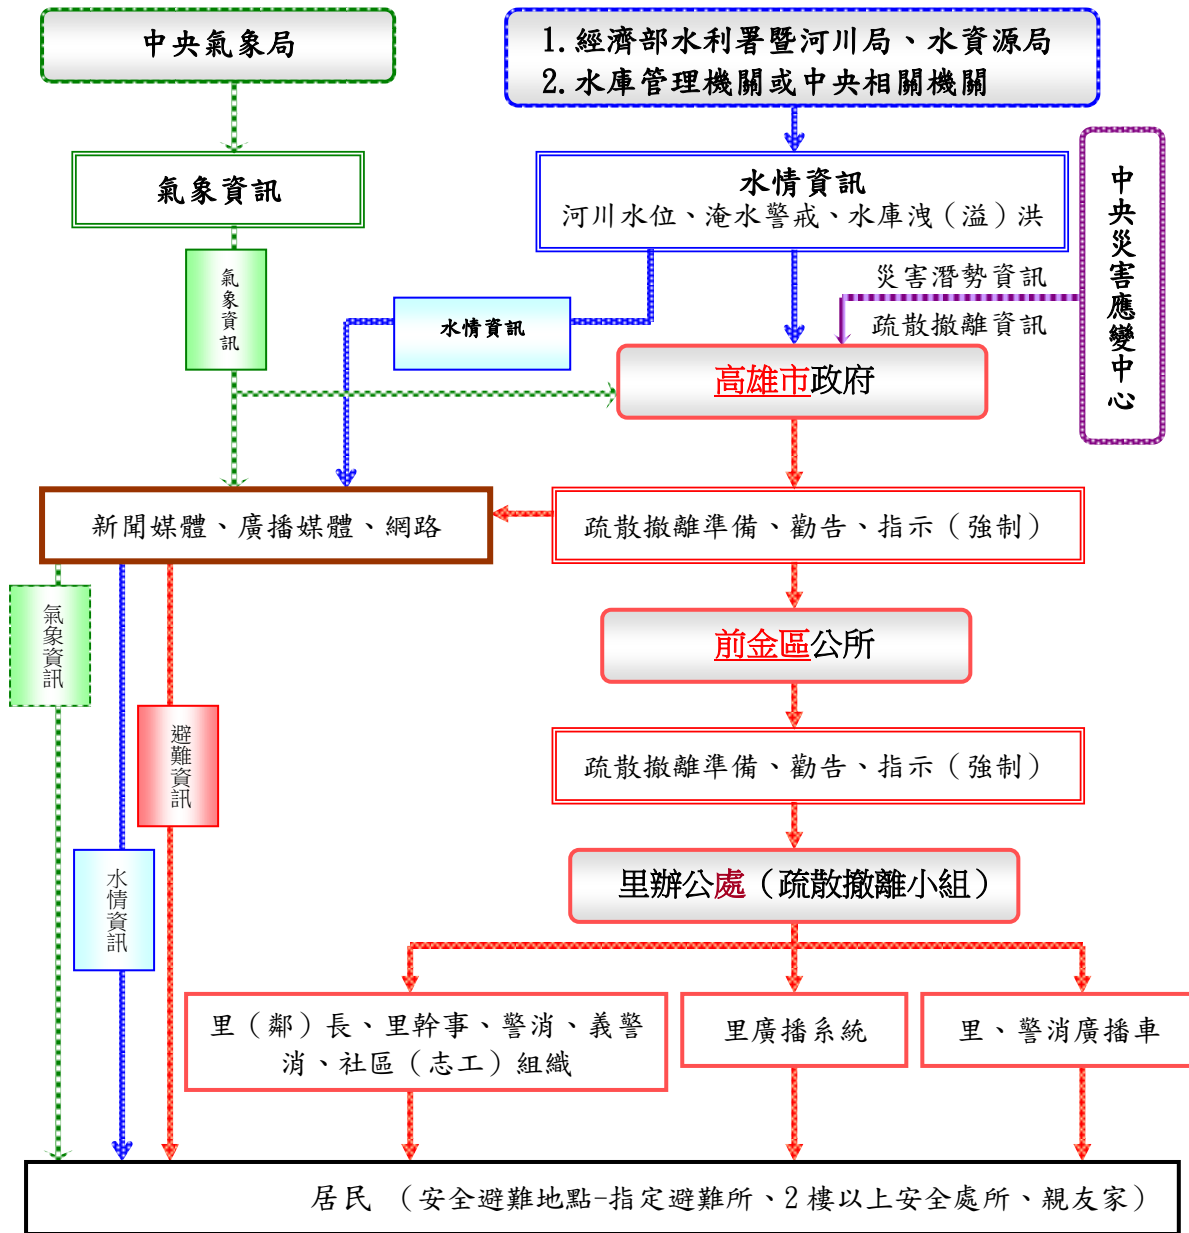 中央氣象局
1.經濟部水利署暨河川局、水資源局
2.水庫管理機關或中央相關機關
氣象資訊
水情資訊
河川水位、淹水警戒、水庫洩（溢）洪
中央災害應變中心
氣象資訊
水情資訊
災害潛勢資訊
疏散撤離資訊
高雄市政府
新聞媒體、廣播媒體、網路
疏散撤離準備、勸告、指示（強制）
氣象資訊
前金區公所
避難資訊
疏散撤離準備、勸告、指示（強制）
水情資訊
里辦公處（疏散撤離小組）
里（鄰）長、里幹事、警消、義警
消、社區（志工）組織
里廣播系統
里、警消廣播車
居民 （安全避難地點-指定避難所、2樓以上安全處所、親友家）